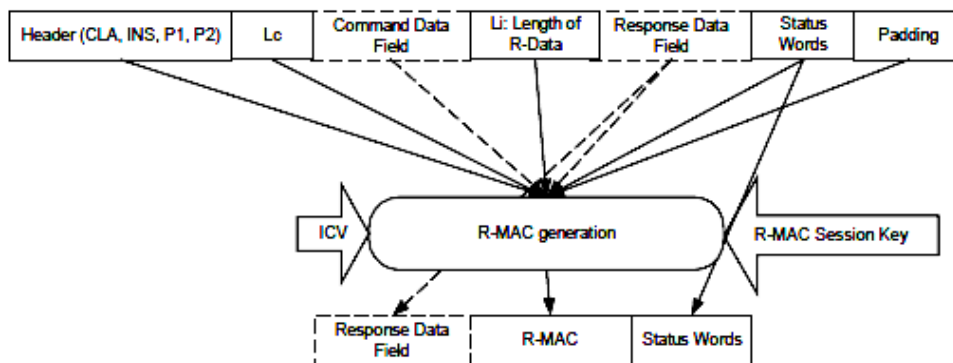 Header (CLA, INS, P1, P2)
Lc
Command Data
Field
Li: Length of
R-Data
Response Data
Field
Status
Words
Padding
ICV
R-MAC generation
R-MAC Session Key
Response Data
Field
R-MAC
Status Words